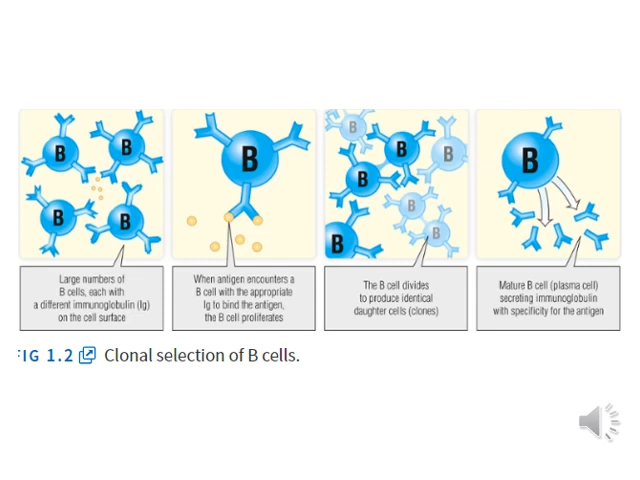 B
B
B
B
B
B
B
B
B
B
B
B
B
Large numbers of
B cells, each with
a different immunoglobulin (Ig)
on the cell surface
When antigen encounters a
B cell with the appropriate
Ig to bind the antigen,
the B cell proliferates
The B cell divides
to produce identical
daughter cells (clones)
Mature B cell (plasma cell)
secreting immunoglobulin
with specificity for the antigen
FIG 1.2 Clonal selection of B cells.